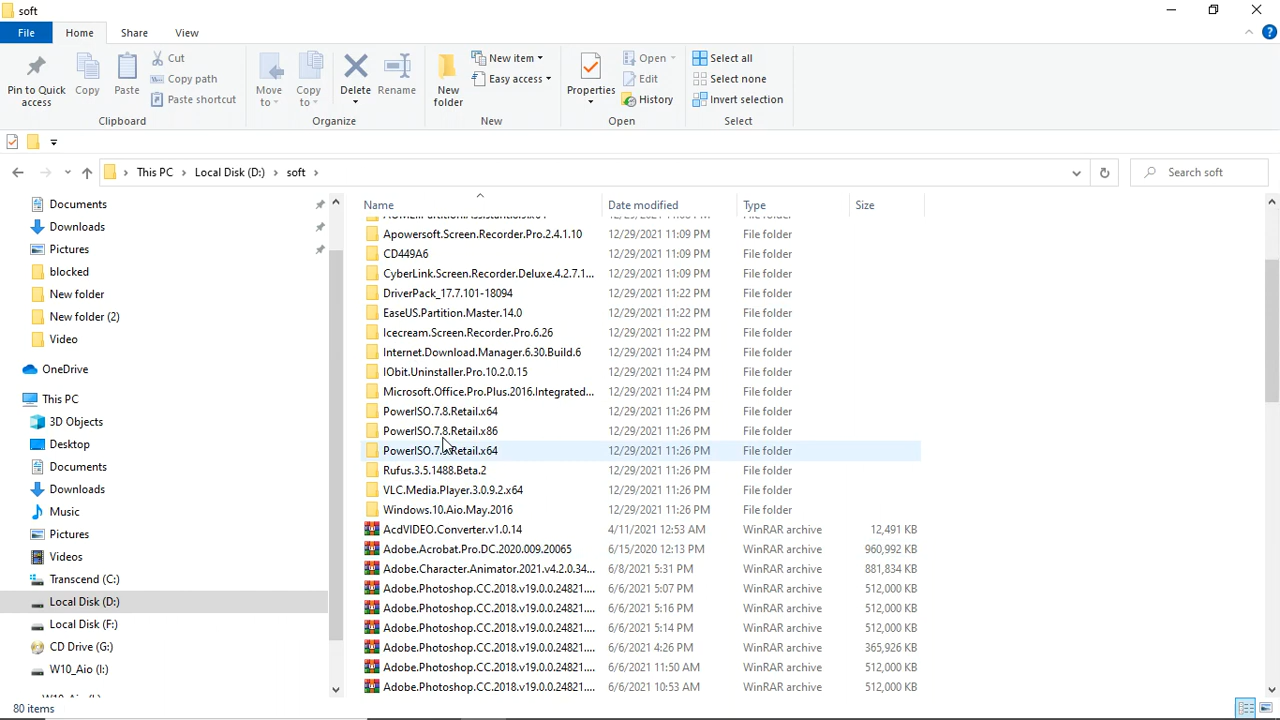 soft
File Home Share View
Pin to Quick access
Copy
Paste
Cut
Copy path
Paste shortcut
Clipboard
Move to
Copy to
Delete
Rename
Organize
New folder
New item
Easy access
New
Properties
Open
Edit
History
Open
Select all
Select none
Invert selection
Select
This PC Local Disk (D:) soft
Search soft
Documents
Downloads
Pictures
blocked
New folder
New folder (2)
Video
OneDrive
This PC
3D Objects
Desktop
Documents
Downloads
Music
Pictures
Videos
Transcend (C:)
Local Disk (D:)
Local Disk (F:)
CD Drive (G:)
W10_Aio (I:)
Name Date modified Type Size
Apowersoft.Screen.Recorder.Pro.2.4.1.10 12/29/2021 11:09 PM File folder
CD449A6 12/29/2021 11:09 PM File folder
CyberLink.Screen.Recorder.Deluxe.4.2.7.1... 12/29/2021 11:09 PM File folder
DriverPack_17.7.101-18094 12/29/2021 11:22 PM File folder
EaseUS.Partition.Master.14.0 12/29/2021 11:22 PM File folder
Icecream.Screen.Recorder.Pro.6.26 12/29/2021 11:22 PM File folder
Internet.Download.Manager.6.30.Build.6 12/29/2021 11:24 PM File folder
IObit.Uninstaller.Pro.10.2.0.15 12/29/2021 11:24 PM File folder
Microsoft.Office.Pro.Plus.2016.Integrated... 12/29/2021 11:24 PM File folder
PowerISO.7.8.Retail.x64 12/29/2021 11:26 PM File folder
PowerISO.7.8.Retail.x86 12/29/2021 11:26 PM File folder
12/29/2021 11:26 PM File folder
Rufus.3.5.1488.Beta.2 12/29/2021 11:26 PM File folder
VLC.Media.Player.3.0.9.2.x64 12/29/2021 11:26 PM File folder
Windows.10.Aio.May.2016 12/29/2021 11:26 PM File folder
AcdVIDEO.Converter.v1.0.14 4/11/2021 12:53 AM WinRAR archive 12,491 KB
Adobe.Acrobat.Pro.DC.2020.009.20065 6/15/2020 12:13 PM WinRAR archive 960,992 KB
Adobe.Character.Animator.2021.v4.2.0.34... 6/8/2021 5:31 PM WinRAR archive 881,834 KB
Adobe.Photoshop.CC.2018.v19.0.0.24821.... 6/6/2021 5:07 PM WinRAR archive 512,000 KB
Adobe.Photoshop.CC.2018.v19.0.0.24821.... 6/6/2021 5:16 PM WinRAR archive 512,000 KB
Adobe.Photoshop.CC.2018.v19.0.0.24821.... 6/6/2021 5:14 PM WinRAR archive 512,000 KB
Adobe.Photoshop.CC.2018.v19.0.0.24821.... 6/6/2021 4:26 PM WinRAR archive 365,926 KB
Adobe.Photoshop.CC.2018.v19.0.0.24821.... 6/6/2021 11:50 AM WinRAR archive 512,000 KB
Adobe.Photoshop.CC.2018.v19.0.0.24821.... 6/6/2021 10:53 AM WinRAR archive 512,000 KB
80 items